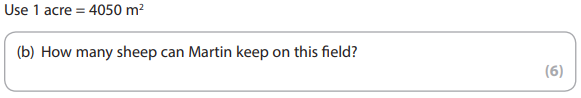 Use 1 acre = 4050 m²
(b) How many sheep can Martin keep on this field?
(6)